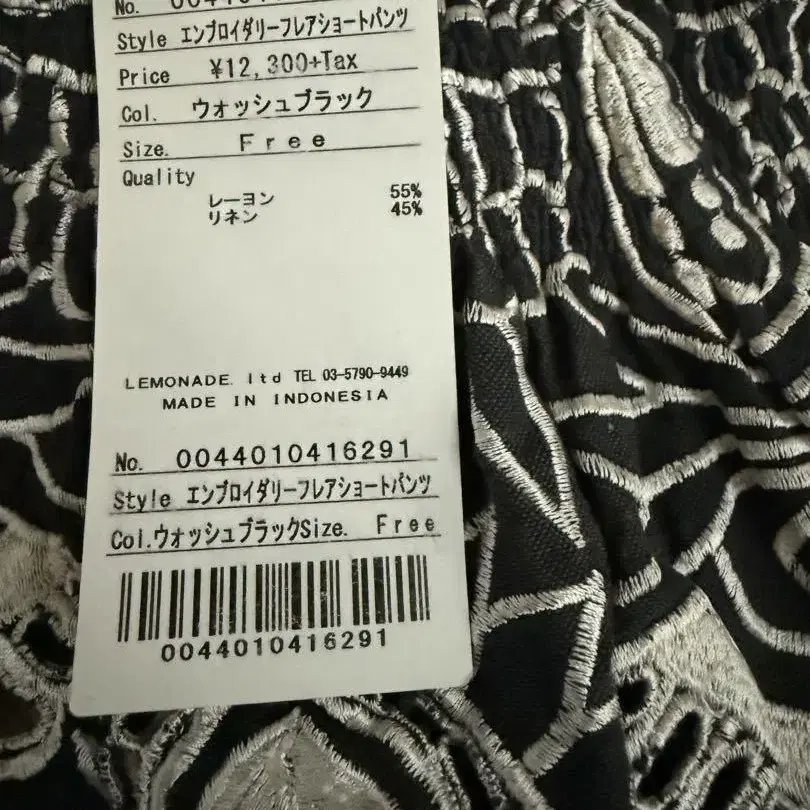 No.
Style エンブロイダリーフレアショートパンツ
Price ¥12,300+Tax
Col. ウォッシュブラック
Size. Free
Quality
レーヨン 55%
リネン 45%
LEMONADE. ltd TEL 03-5790-9449
MADE IN INDONESIA
No. 0044010416291
Style エンブロイダリーフレアショートパンツ
Col.ウォッシュブラックSize. Free
0044010416291